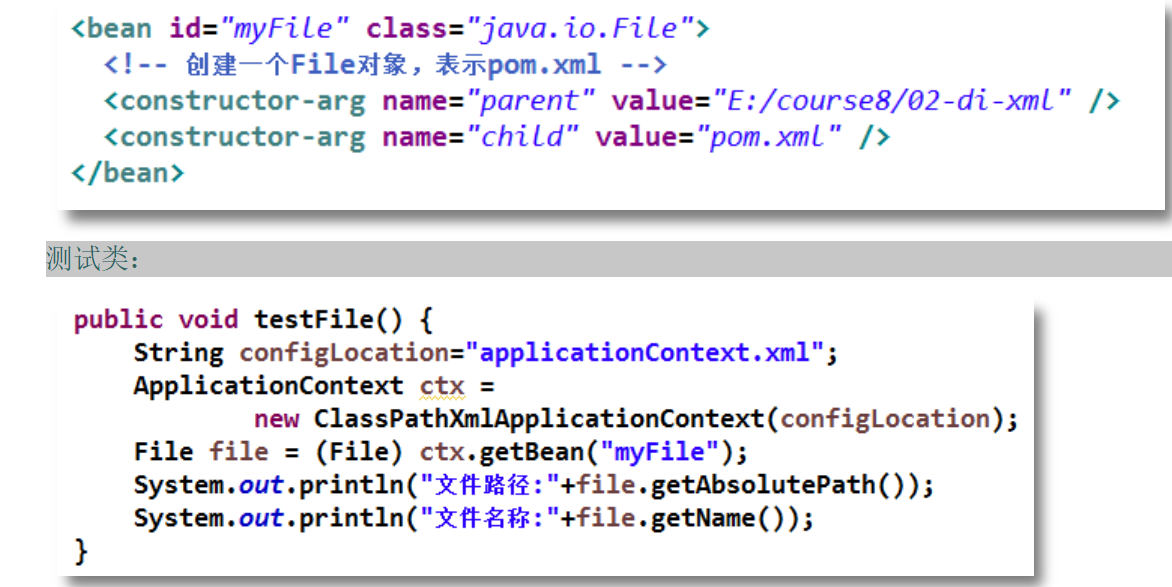 <bean id="myFile" class="java.io.File">
<!-- 创建一个File对象，表示pom.xml -->
<constructor-arg name="parent" value="E:/course8/02-di-xml" />
<constructor-arg name="child" value="pom.xml" />
</bean>
测试类：
public void testFile() {
String configLocation="applicationContext.xml";
ApplicationContext ctx =
new ClassPathXmlApplicationContext(configLocation);
File file = (File) ctx.getBean("myFile");
System.out.println("文件路径:"+file.getAbsolutePath());
System.out.println("文件名称:"+file.getName());
}